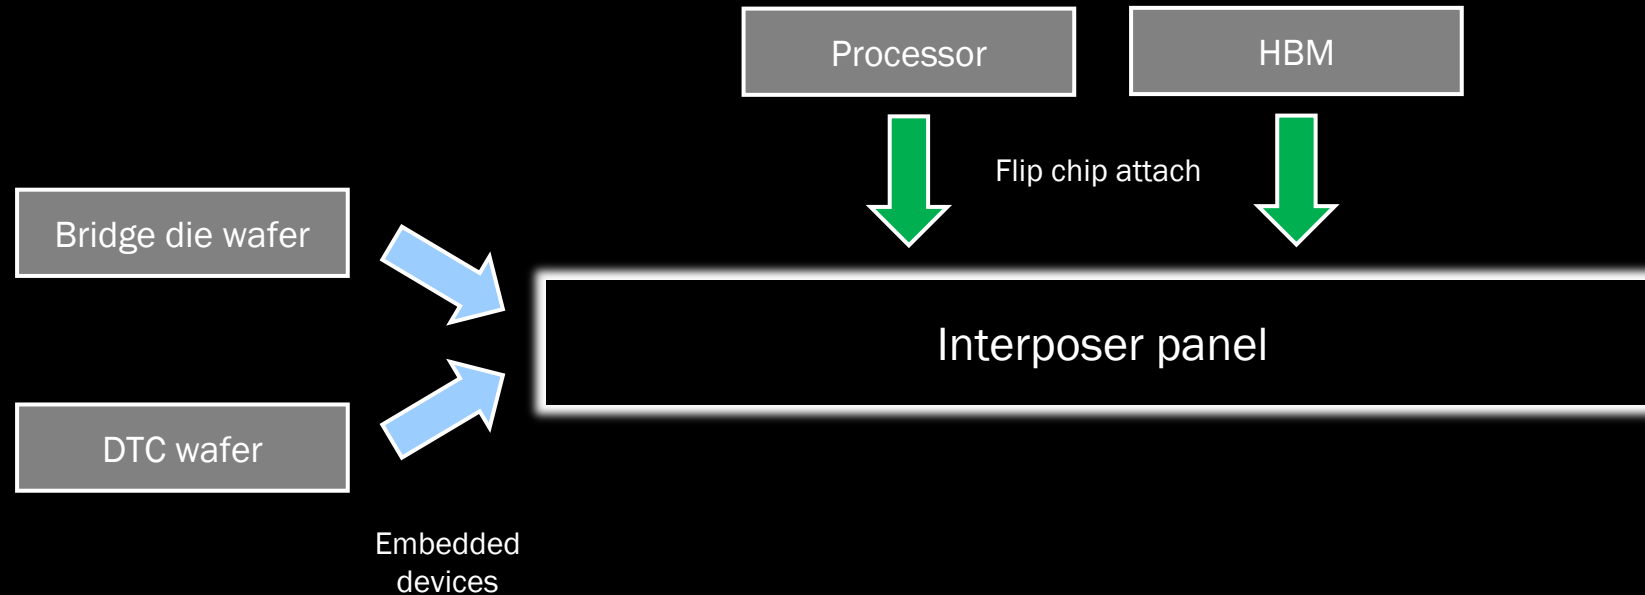 Processor
HBM
Flip chip attach
Bridge die wafer
Interposer panel
DTC wafer
Embedded
devices